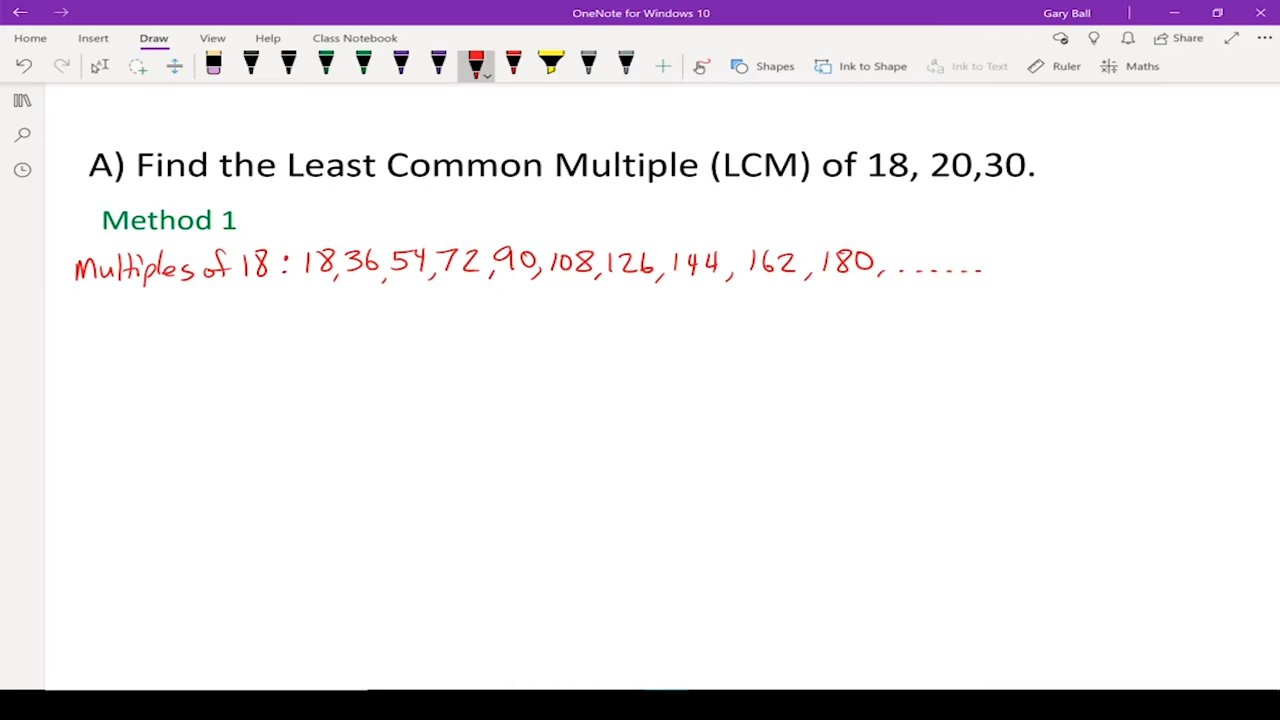 OneNote for Windows 10
Gary Ball
Home Insert Draw View Help Class Notebook
Share
Shapes Ink to Shape Ink to Text Ruler Maths
A) Find the Least Common Multiple (LCM) of 18, 20,30.
Method 1
Multiples of 18 : 18,36,54,72,90,108,126,144, 162,180, .......